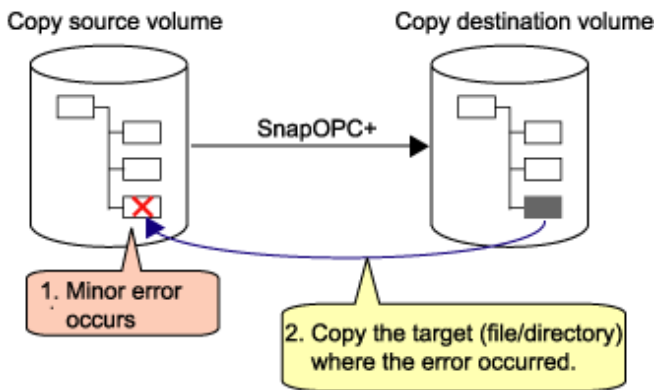 Copy source volume
Copy destination volume
SnapOPC+
1. Minor error
occurs
2. Copy the target (file/directory)
where the error occurred.